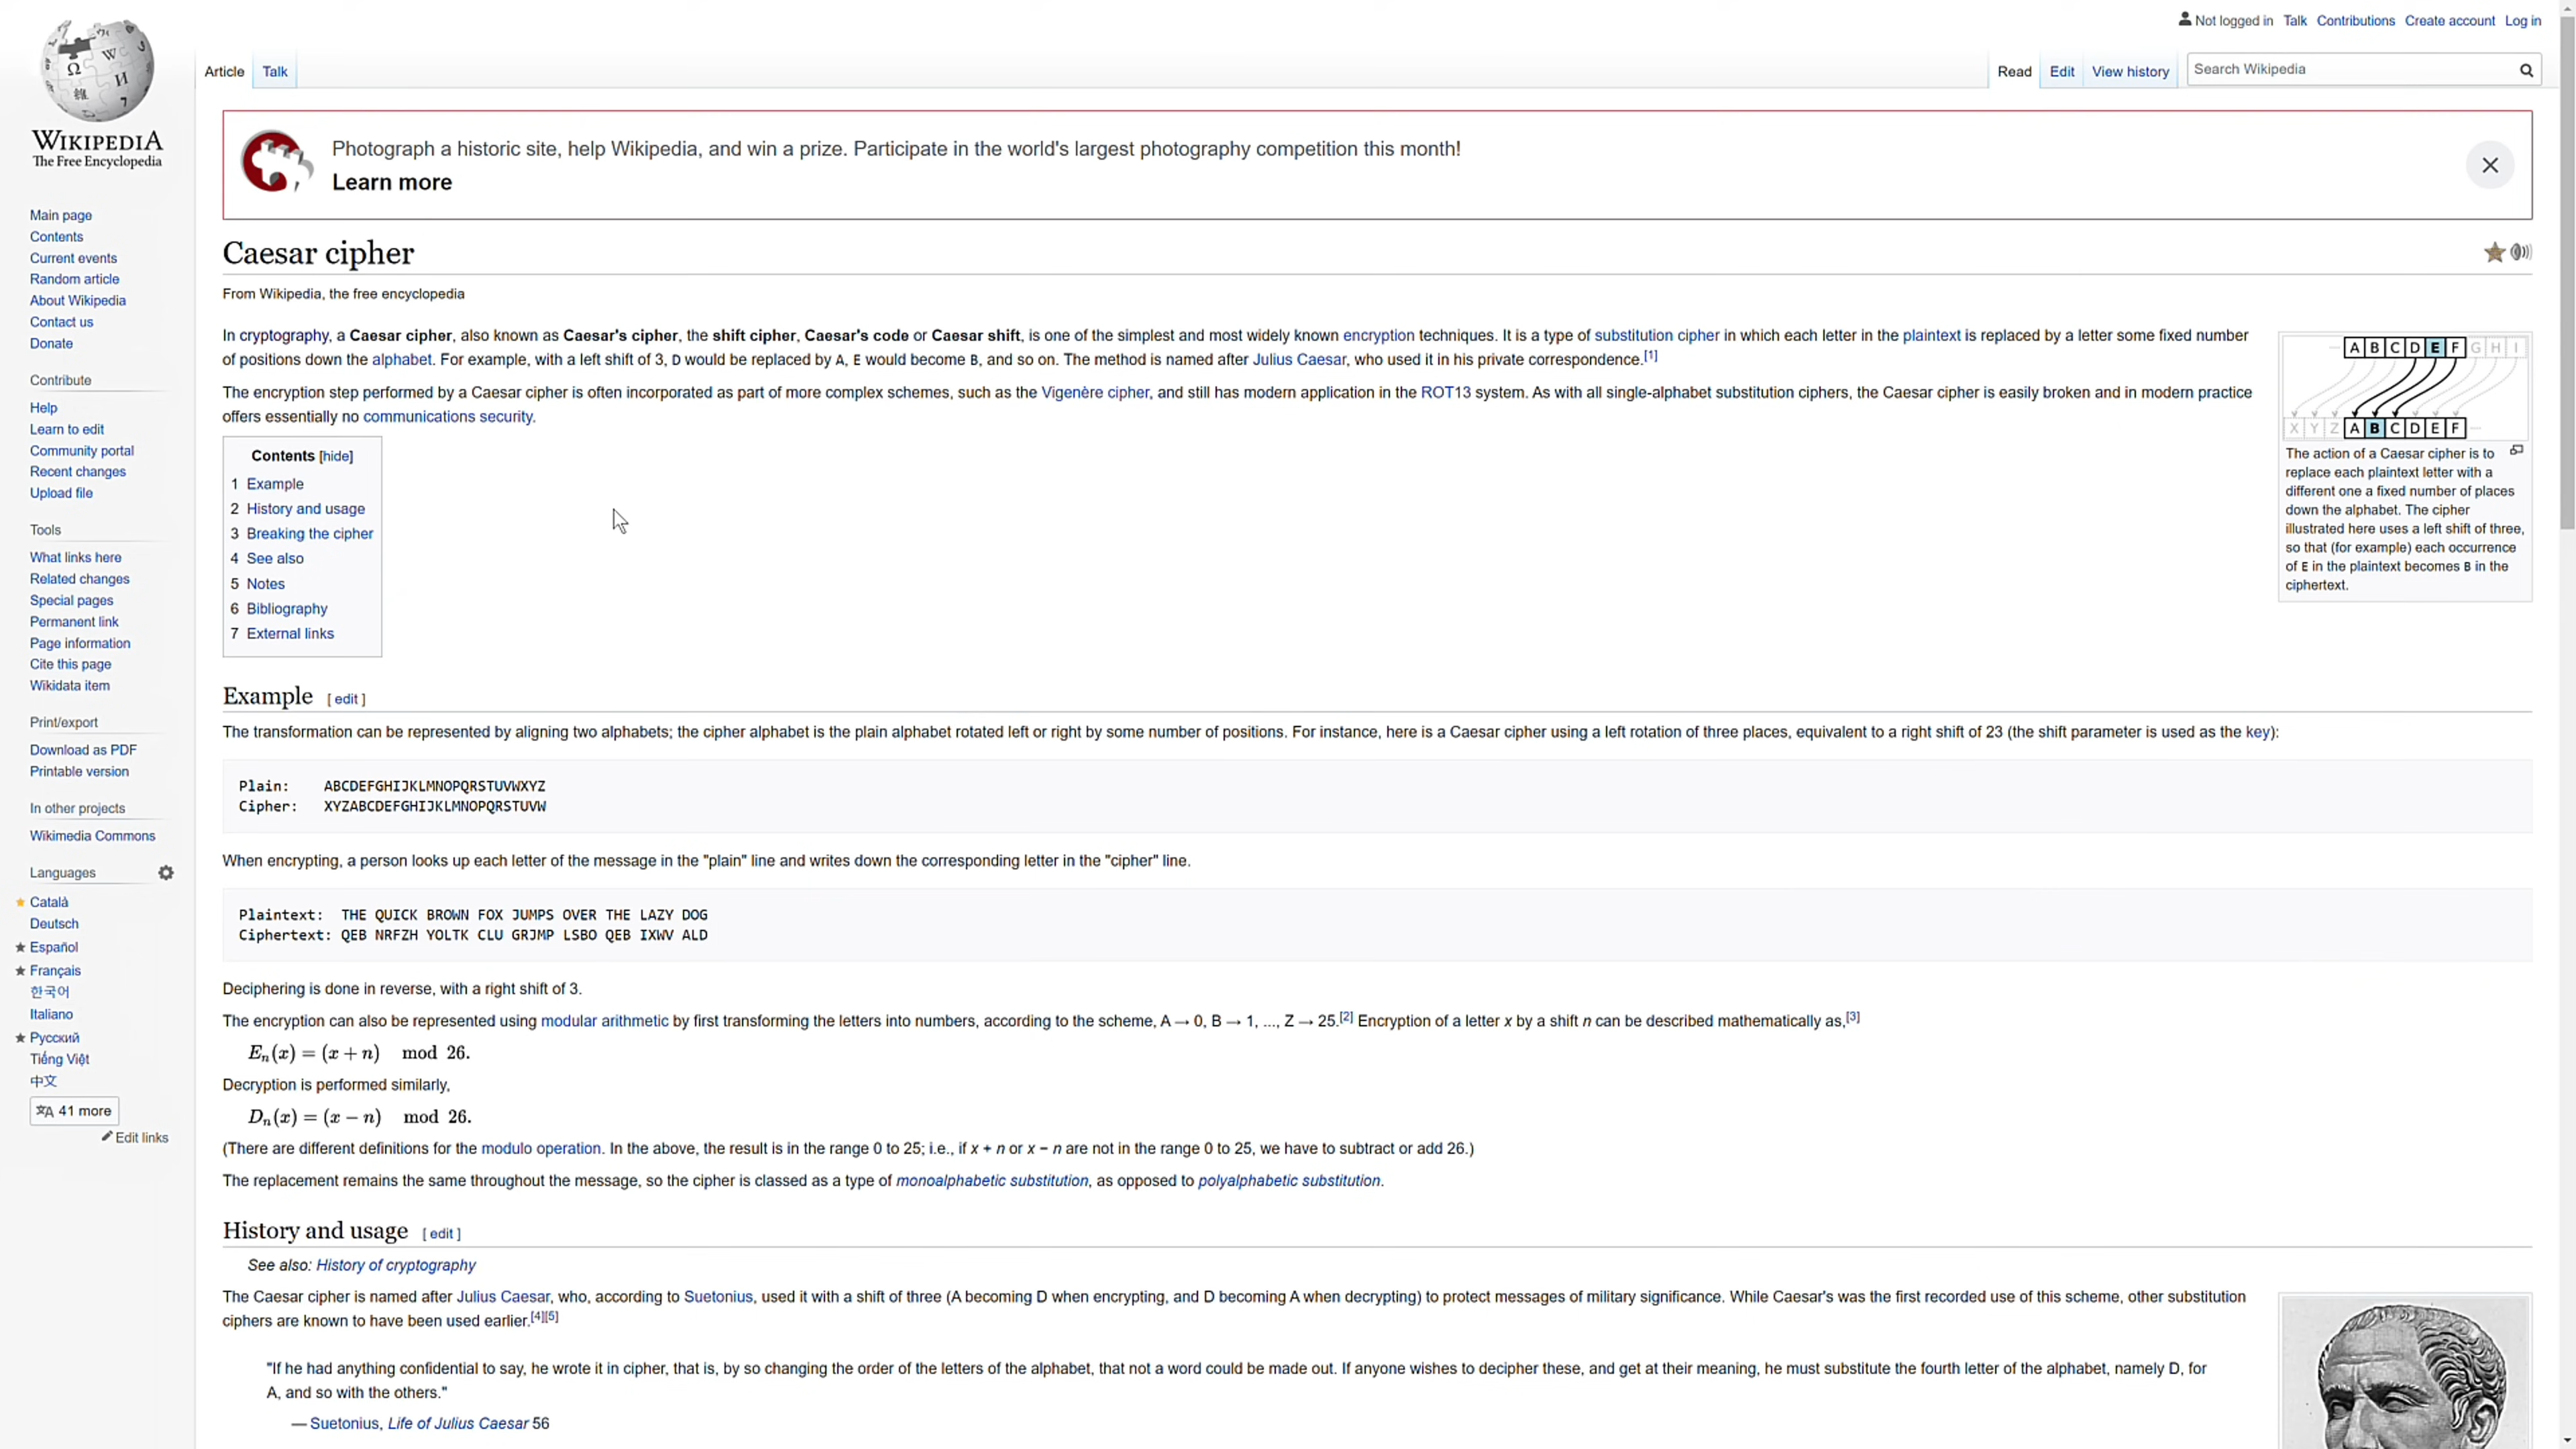 Not logged in Talk Contributions Create account Log in
Article Talk
Read Edit View history Search Wikipedia
WIKIPEDIA
The Free Encyclopedia
Main page
Contents
Current events
Random article
About Wikipedia
Contact us
Donate
Contribute
Help
Learn to edit
Community portal
Recent changes
Upload file
Tools
What links here
Related changes
Special pages
Permanent link
Page information
Cite this page
Wikidata item
Print/export
Download as PDF
Printable version
In other projects
Wikimedia Commons
Languages
Català
Deutsch
Español
Français
한국어
Italiano
Русский
Tiếng Việt
中文
41 more
Edit links
Photograph a historic site, help Wikipedia, and win a prize. Participate in the world's largest photography competition this month!
Learn more
Caesar cipher
From Wikipedia, the free encyclopedia
In cryptography, a Caesar cipher, also known as Caesar's cipher, the shift cipher, Caesar's code or Caesar shift, is one of the simplest and most widely known encryption techniques. It is a type of substitution cipher in which each letter in the plaintext is replaced by a letter some fixed number
of positions down the alphabet. For example, with a left shift of 3, D would be replaced by A, E would become B, and so on. The method is named after Julius Caesar, who used it in his private correspondence.[1]
The encryption step performed by a Caesar cipher is often incorporated as part of more complex schemes, such as the Vigenère cipher, and still has modern application in the ROT13 system. As with all single-alphabet substitution ciphers, the Caesar cipher is easily broken and in modern practice
offers essentially no communications security.
A B C D E F G H I
X Y Z A B C D E F
The action of a Caesar cipher is to
replace each plaintext letter with a
different one a fixed number of places
down the alphabet. The cipher
illustrated here uses a left shift of three,
so that (for example) each occurrence
of E in the plaintext becomes B in the
ciphertext.
Contents [hide]
1 Example
2 History and usage
3 Breaking the cipher
4 See also
5 Notes
6 Bibliography
7 External links
Example [ edit ]
The transformation can be represented by aligning two alphabets; the cipher alphabet is the plain alphabet rotated left or right by some number of positions. For instance, here is a Caesar cipher using a left rotation of three places, equivalent to a right shift of 23 (the shift parameter is used as the key):
Plain: ABCDEFGHIJKLMNOPQRSTUVWXYZ
Cipher: XYZABCDEFGHIJKLMNOPQRSTUVW
When encrypting, a person looks up each letter of the message in the "plain" line and writes down the corresponding letter in the "cipher" line.
Plaintext: THE QUICK BROWN FOX JUMPS OVER THE LAZY DOG
Ciphertext: QEB NRFZH YOLTK CLU GRJMP LSBO QEB IXWV ALD
Deciphering is done in reverse, with a right shift of 3.
The encryption can also be represented using modular arithmetic by first transforming the letters into numbers, according to the scheme, A → 0, B → 1, ..., Z → 25.[2] Encryption of a letter x by a shift n can be described mathematically as,[3]
Eₙ(x) = (x + n) mod 26.
Decryption is performed similarly,
Dₙ(x) = (x − n) mod 26.
(There are different definitions for the modulo operation. In the above, the result is in the range 0 to 25; i.e., if x + n or x − n are not in the range 0 to 25, we have to subtract or add 26.)
The replacement remains the same throughout the message, so the cipher is classed as a type of monoalphabetic substitution, as opposed to polyalphabetic substitution.
History and usage [ edit ]
See also: History of cryptography
The Caesar cipher is named after Julius Caesar, who, according to Suetonius, used it with a shift of three (A becoming D when encrypting, and D becoming A when decrypting) to protect messages of military significance. While Caesar's was the first recorded use of this scheme, other substitution
ciphers are known to have been used earlier.[4][5]
"If he had anything confidential to say, he wrote it in cipher, that is, by so changing the order of the letters of the alphabet, that not a word could be made out. If anyone wishes to decipher these, and get at their meaning, he must substitute the fourth letter of the alphabet, namely D, for
A, and so with the others."
— Suetonius, Life of Julius Caesar 56